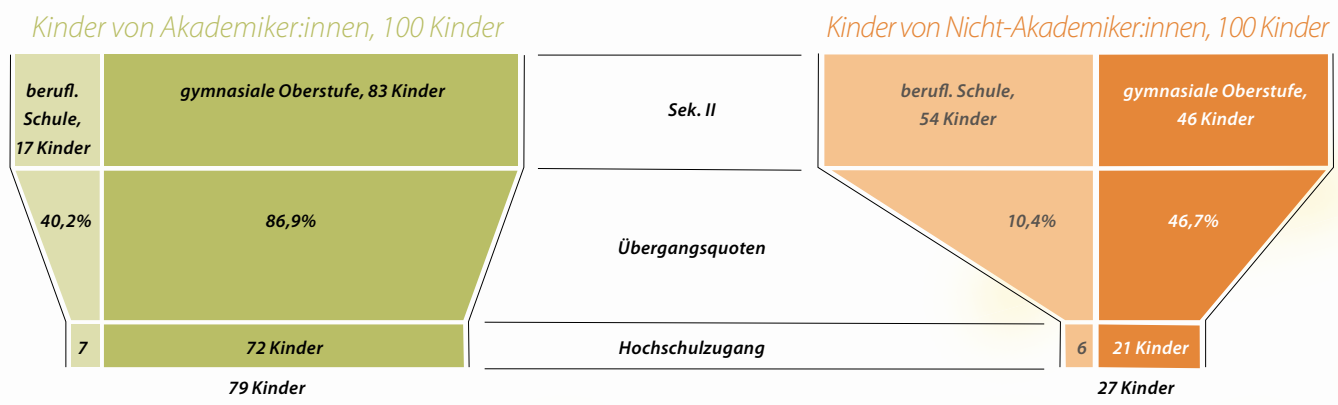 Kinder von Akademiker:innen, 100 Kinder
Kinder von Nicht-Akademiker:innen, 100 Kinder
berufl.
Schule,
17 Kinder
gymnasiale Oberstufe, 83 Kinder
Sek. II
berufl. Schule,
54 Kinder
gymnasiale Oberstufe,
46 Kinder
40,2%
86,9%
Übergangsquoten
10,4%
46,7%
7
72 Kinder
Hochschulzugang
6
21 Kinder
79 Kinder
27 Kinder